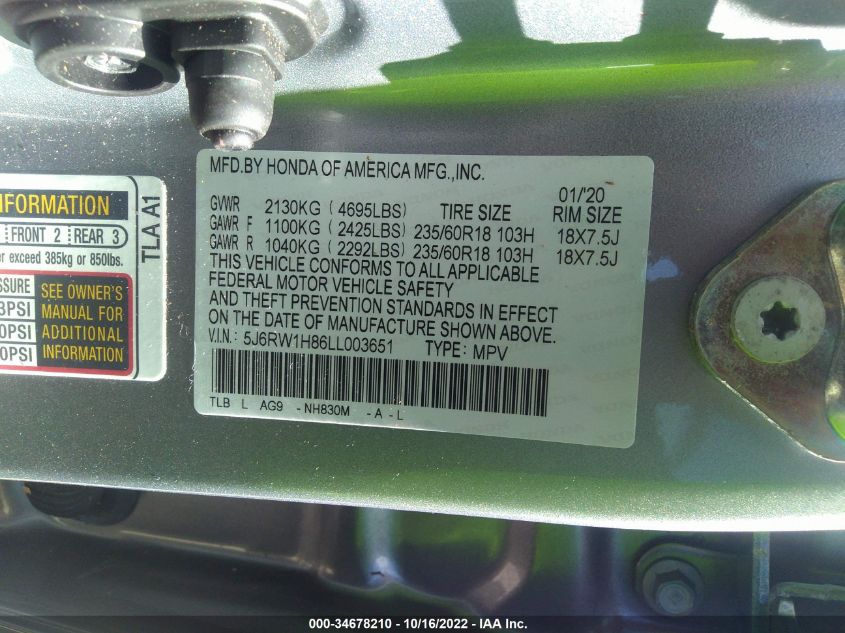 INFORMATION
FRONT 2 REAR 3
exceed 385kg or 850lbs.
SEE OWNER'S
MANUAL FOR
ADDITIONAL
INFORMATION
PSI
PSI
PSI
TLA A1
MFD.BY HONDA OF AMERICA MFG.,INC.
01/'20
GVWR 2130KG ( 4695LBS) TIRE SIZE RIM SIZE
GAWR F 1100KG ( 2425LBS) 235/60R18 103H 18X7.5J
GAWR R 1040KG ( 2292LBS) 235/60R18 103H 18X7.5J
THIS VEHICLE CONFORMS TO ALL APPLICABLE
FEDERAL MOTOR VEHICLE SAFETY
AND THEFT PREVENTION STANDARDS IN EFFECT
ON THE DATE OF MANUFACTURE SHOWN ABOVE.
V.I.N.: 5J6RW1H86LL003651 TYPE: MPV
TLB L AG9 -NH830M -A-L
000-34678210 - 10/16/2022 - IAA Inc.